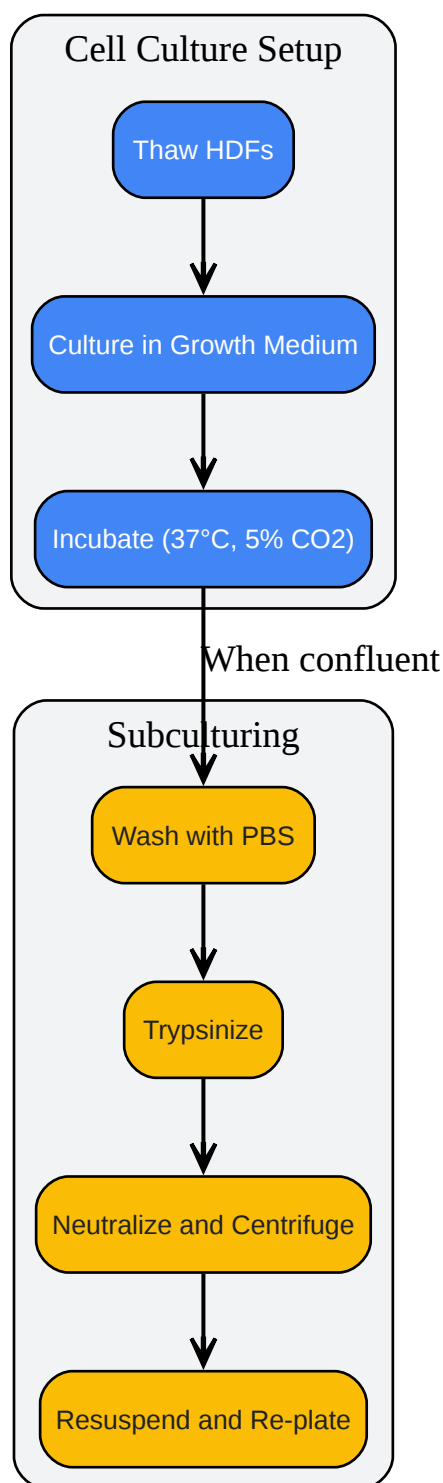 Cell Culture Setup
Thaw HDFs
Culture in Growth Medium
Incubate (37°C, 5% CO2)
When confluent
Subculturing
Wash with PBS
Trypsinize
Neutralize and Centrifuge
Resuspend and Re-plate